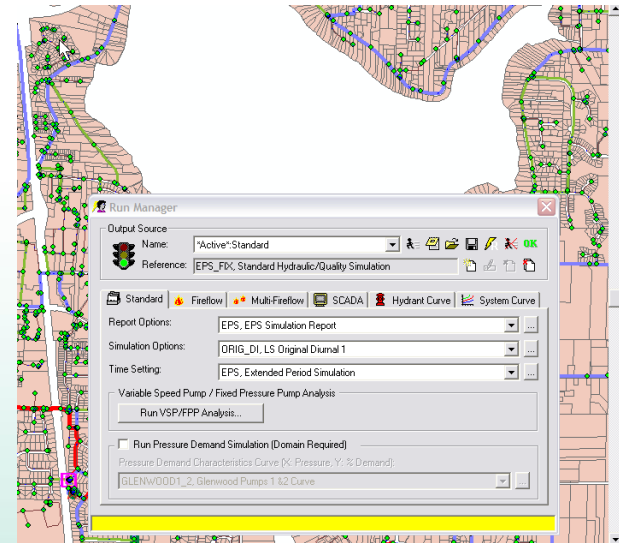 Run Manager
Output Source
Name: *Active*:Standard OK
Reference: EPS_FIX, Standard Hydraulic/Quality Simulation
Standard Fireflow Multi-Fireflow SCADA Hydrant Curve System Curve
Report Options: EPS, EPS Simulation Report ...
Simulation Options: ORIG_DI, LS Original Diurnal 1 ...
Time Setting: EPS, Extended Period Simulation ...
Variable Speed Pump / Fixed Pressure Pump Analysis
Run VSP/FPP Analysis...
Run Pressure Demand Simulation (Domain Required)
Pressure Demand Characteristics Curve (X: Pressure, Y: % Demand):
GLENWOOD1_2, Glenwood Pumps 1 &2 Curve ...